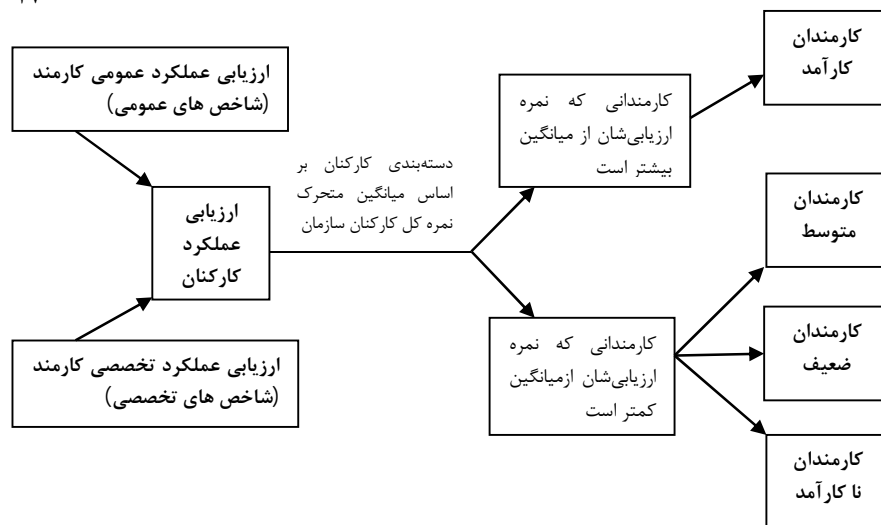 ارزیابی عملکرد عمومی کارمند
(شاخص های عمومی)
ارزیابی
عملکرد
کارکنان
ارزیابی عملکرد تخصصی کارمند
(شاخص های تخصصی)
دسته‌بندی کارکنان بر
اساس میانگین متحرک
نمره کل کارکنان سازمان
کارمندانی که نمره
ارزیابی‌شان از میانگین
بیشتر است
کارمندانی که نمره
ارزیابی‌شان ازمیانگین
کمتر است
کارمندان
کارآمد
کارمندان
متوسط
کارمندان
ضعیف
کارمندان
نا کارآمد